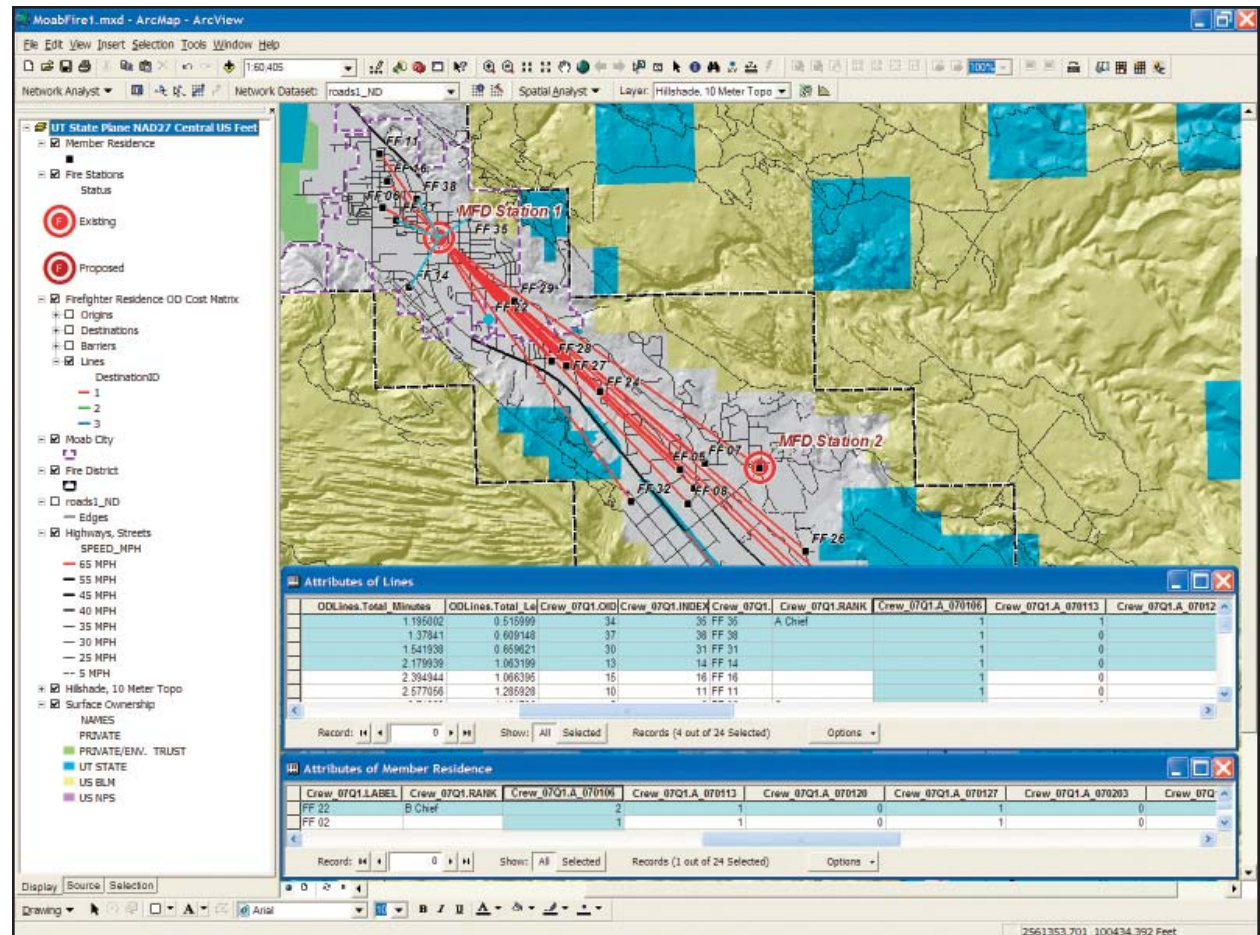 MoabFire1.mxd - ArcMap - ArcView
File Edit View Insert Selection Tools Window Help
1:60,405
100%
Network Analyst
Network Dataset: roads1_ND
Spatial Analyst
Layer: Hillshade, 10 Meter Topo
UT State Plane NAD27 Central US Feet
Member Residence
Fire Stations
Status
F Existing
F Proposed
Firefighter Residence OD Cost Matrix
Origins
Destinations
Barriers
Lines
DestinationID
1
2
3
Moab City
Fire District
roads1_ND
Edges
Highways, Streets
SPEED_MPH
65 MPH
55 MPH
45 MPH
40 MPH
35 MPH
30 MPH
25 MPH
5 MPH
Hillshade, 10 Meter Topo
Surface Ownership
NAMES
PRIVATE
PRIVATE/ENV. TRUST
UT STATE
US BLM
US NPS
Display Source Selection
FF 11
FF 16
FF 38
FF 06
FF 31
MFD Station 1
FF 35
FF 14
FF 29
FF 22
FF 28
FF 27
FF 24
MFD Station 2
FF 05
FF 07
FF 32
FF 08
FF 26
Attributes of Lines
ODLines.Total_Minutes ODLines.Total_Le Crew_07Q1.OID Crew_07Q1.INDEX Crew_07Q1. Crew_07Q1.RANK Crew_07Q1.A_070106 Crew_07Q1.A_070113 Crew_07Q1.A_07012
1.195002 0.515999 34 35 FF 35 A Chief 1 1
1.37841 0.609148 37 38 FF 38 1 0
1.541938 0.659621 30 31 FF 31 1 0
2.179939 1.063199 13 14 FF 14 1 0
2.394944 1.066395 15 16 FF 16 1 0
2.577056 1.285928 10 11 FF 11 1 0
Record: 0 Show: All Selected Records (4 out of 24 Selected) Options
Attributes of Member Residence
Crew_07Q1.LABEL Crew_07Q1.RANK Crew_07Q1.A_070106 Crew_07Q1.A_070113 Crew_07Q1.A_070120 Crew_07Q1.A_070127 Crew_07Q1.A_070203 Crew_07Q
FF 22 B Chief 2 1 0 1 0
FF 02 1 1 0 1 0
Record: 0 Show: All Selected Records (1 out of 24 Selected) Options
Drawing A Arial 10 B I U A
2561353.701 100434.392 Feet